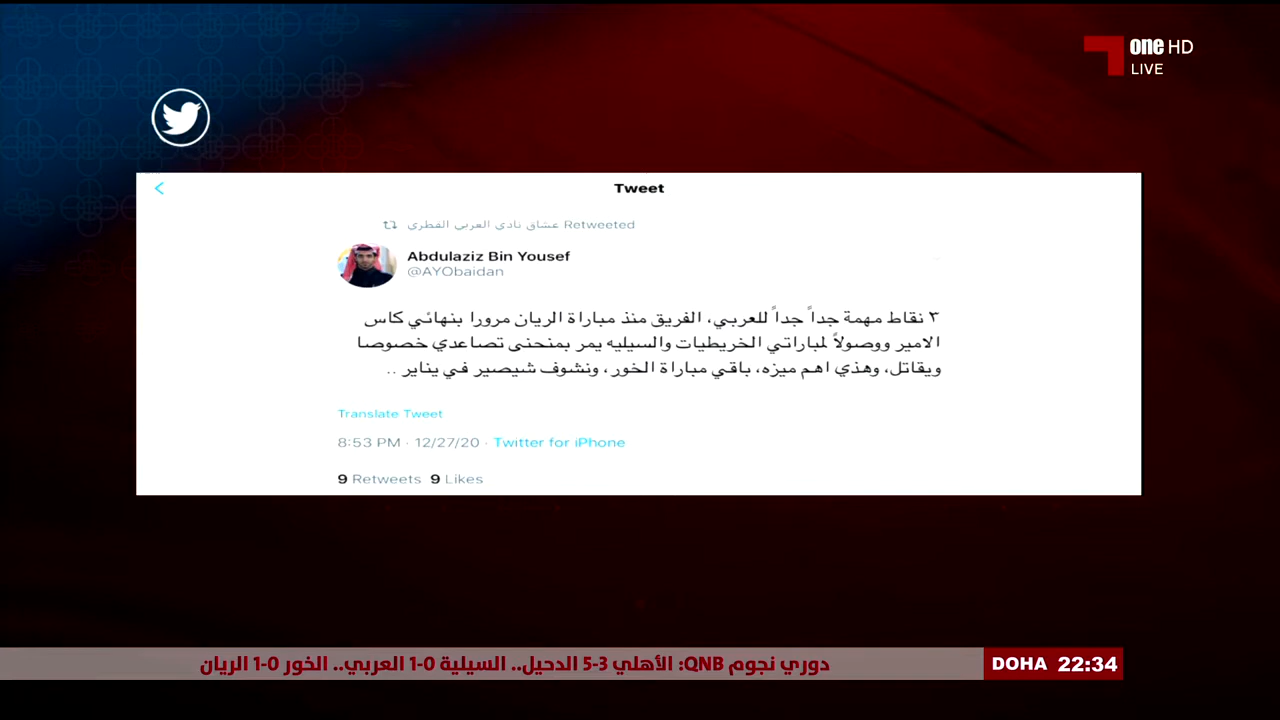 one HD
LIVE
Tweet
عشاق نادي العربي القطري Retweeted
Abdulaziz Bin Yousef
@AYObaidan
٣ نقاط مهمة جداً جداً للعربي، الفريق منذ مباراة الريان مرورا بنهائي كاس
الامير ووصولاً لمباراتي الخريطيات والسيليه يمر بمنحنى تصاعدي خصوصا
ويقاتل، وهذي اهم ميزه، باقي مباراة الخور، ونشوف شيصير في يناير ..
Translate Tweet
8:53 PM · 12/27/20 · Twitter for iPhone
9 Retweets 9 Likes
دوري نجوم QNB: الأهلي 3-5 الدحيل.. السيلية 0-1 العربي.. الخور 0-1 الريان
DOHA 22:34